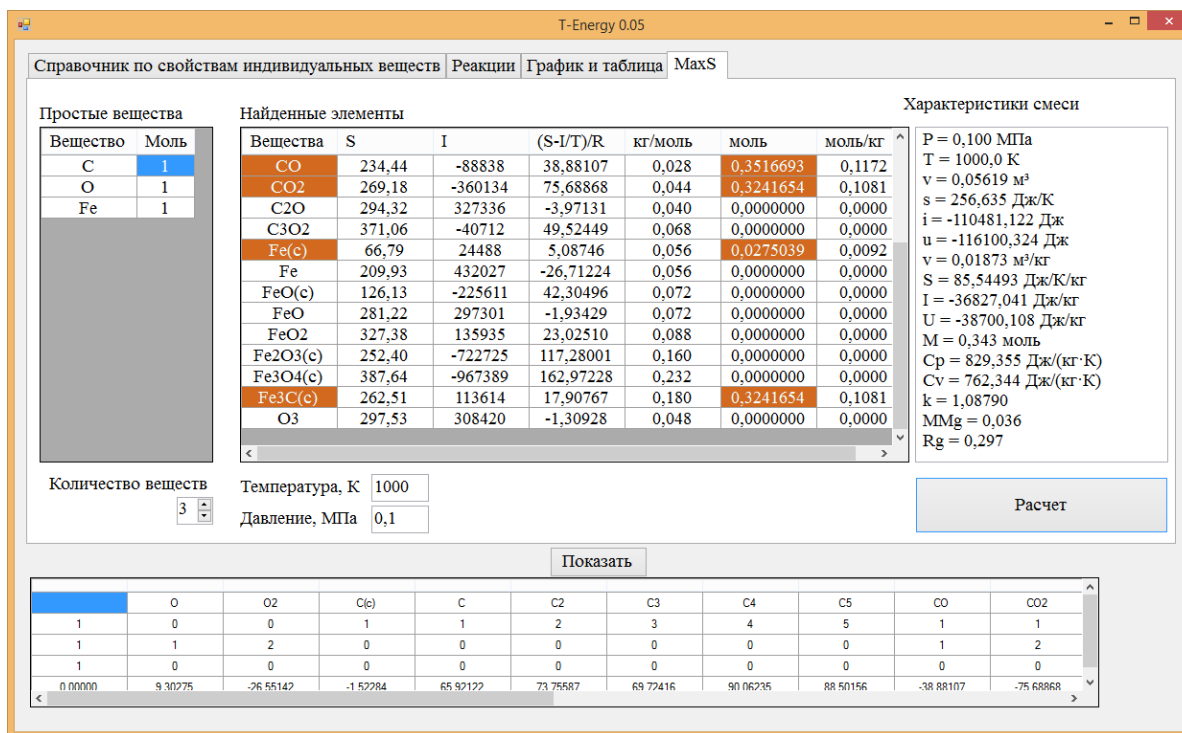 T-Energy 0.05
Справочник по свойствам индивидуальных веществ Реакции График и таблица MaxS
Простые вещества
Вещество Моль
C 1
O 1
Fe 1
Количество веществ
3
Найденные элементы
Вещества S I (S-I/T)/R кг/моль моль моль/кг
CO 234,44 -88838 38,88107 0,028 0,3516693 0,1172
CO2 269,18 -360134 75,68868 0,044 0,3241654 0,1081
C2O 294,32 327336 -3,97131 0,040 0,0000000 0,0000
C3O2 371,06 -40712 49,52449 0,068 0,0000000 0,0000
Fe(c) 66,79 24488 5,08746 0,056 0,0275039 0,0092
Fe 209,93 432027 -26,71224 0,056 0,0000000 0,0000
FeO(c) 126,13 -225611 42,30496 0,072 0,0000000 0,0000
FeO 281,22 297301 -1,93429 0,072 0,0000000 0,0000
FeO2 327,38 135935 23,02510 0,088 0,0000000 0,0000
Fe2O3(c) 252,40 -722725 117,28001 0,160 0,0000000 0,0000
Fe3O4(c) 387,64 -967389 162,97228 0,232 0,0000000 0,0000
Fe3C(c) 262,51 113614 17,90767 0,180 0,3241654 0,1081
O3 297,53 308420 -1,30928 0,048 0,0000000 0,0000
Температура, К 1000
Давление, МПа 0,1
Характеристики смеси
P = 0,100 МПа
T = 1000,0 K
v = 0,05619 м³
s = 256,635 Дж/К
i = -110481,122 Дж
u = -116100,324 Дж
v = 0,01873 м³/кг
S = 85,54493 Дж/К/кг
I = -36827,041 Дж/кг
U = -38700,108 Дж/кг
M = 0,343 моль
Cp = 829,355 Дж/(кг·К)
Cv = 762,344 Дж/(кг·К)
k = 1,08790
MMg = 0,036
Rg = 0,297
Расчет
Показать
O O2 C(c) C C2 C3 C4 C5 CO CO2
1 0 0 1 1 2 3 4 5 1 1
1 1 2 0 0 0 0 0 0 1 2
1 0 0 0 0 0 0 0 0 0 0
0.00000 9.30275 -26.55142 -1.52284 65.92122 73.75587 69.72416 90.06235 88.50156 -38.88107 -75.68868